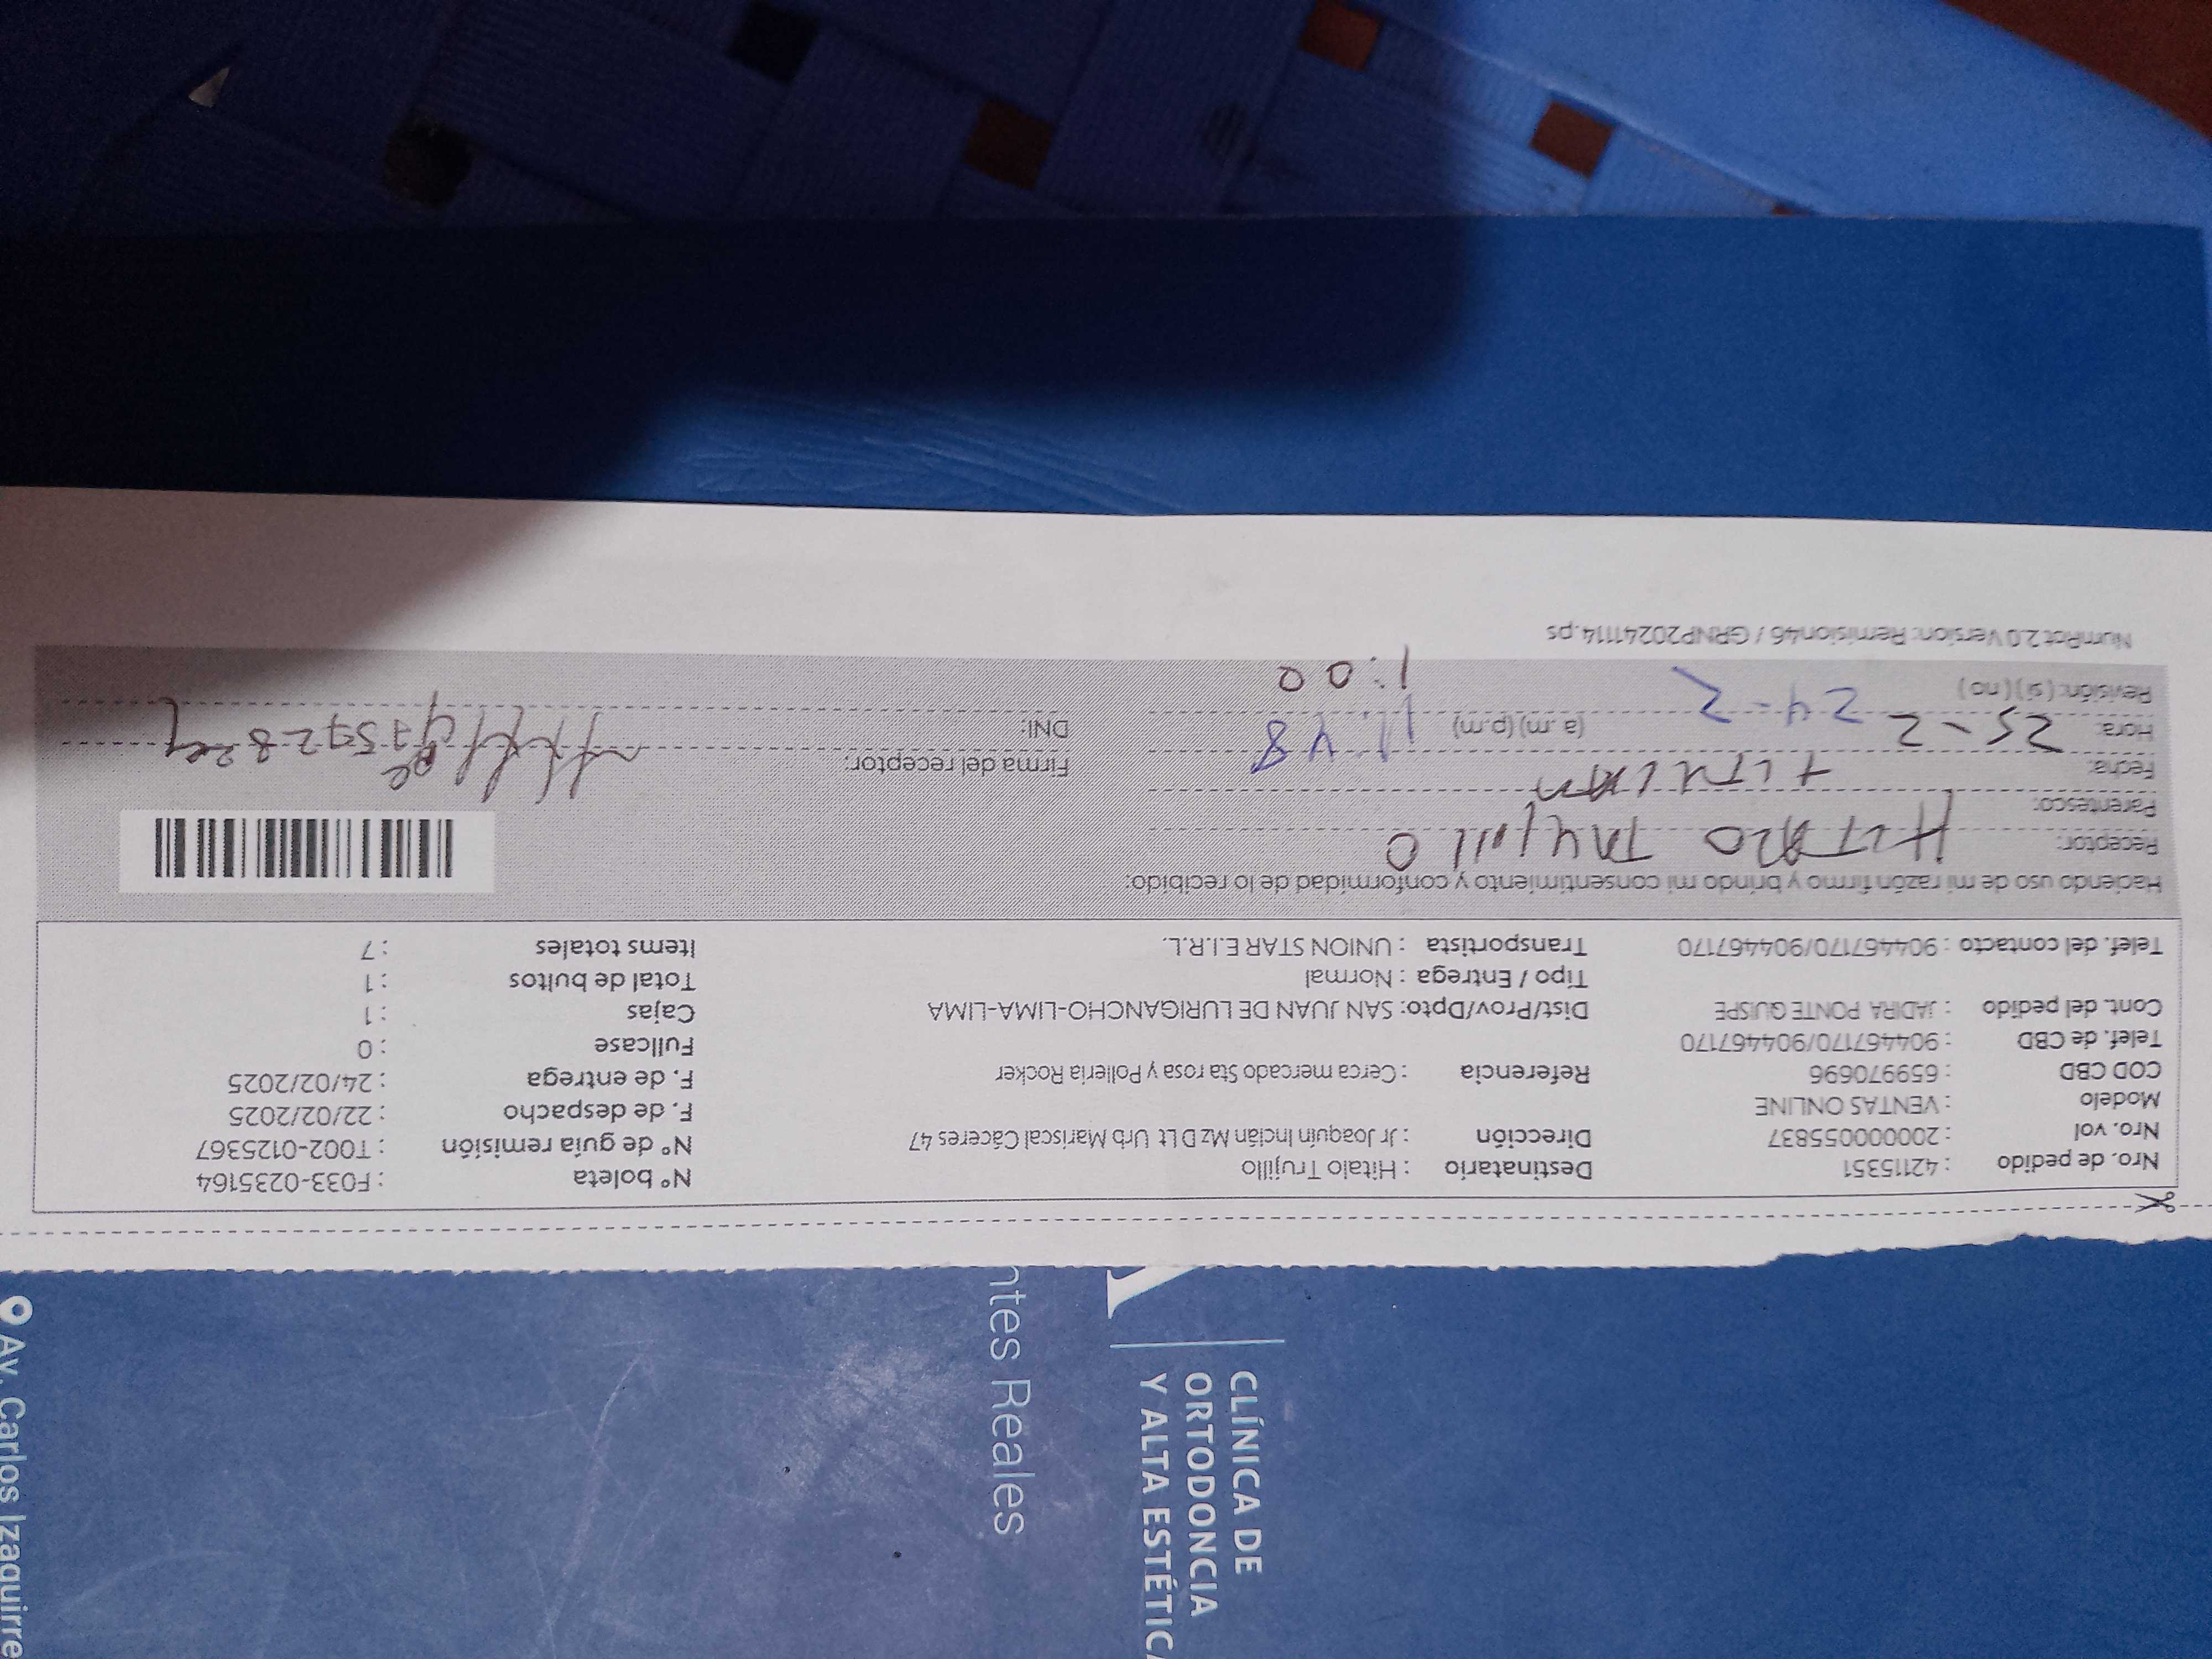 Nro. de pedido : 42115351 Destinatario : Hitalo Trujillo N° boleta : F033-0235164
Nro. vol : 20000055837 Dirección : Jr Joaquín Inclán Mz D Lt Urb Mariscal Cáceres 47 N° de guía remisión : T002-0125367
Modelo : VENTAS ONLINE F. de despacho : 22/02/2025
COD CBD : 659970696 Referencia : Cerca mercado Sta rosa y Polleria Rocker F. de entrega : 24/02/2025
Telef. de CBD : 904467170/904467170 Fullcase : 0
Cont. del pedido : JADIRA PONTE QUISPE Dist/Prov/Dpto: SAN JUAN DE LURIGANCHO-LIMA-LIMA Cajas : 1
Tipo / Entrega : Normal Total de bultos : 1
Telef. del contacto : 904467170/904467170 Transportista : UNION STAR E.I.R.L. Items totales : 7
Haciendo uso de mi razón firmo y brindo mi consentimiento y conformidad de lo recibido:
Receptor: HITALO Trujillo
Parentesco: titular
Fecha: Firma del receptor:
Hora: 25-2 24-2 (a .m) (p.m) 11:48 DNI:
Revisión: ( si) ( no ) 1:00
NumRct 2.0 Version: Remision46 / GRNP20241114.ps
CLÍNICA DE
ORTODONCIA
Y ALTA ESTÉTIC
ntes Reales
Av. Carlos Izaguirre